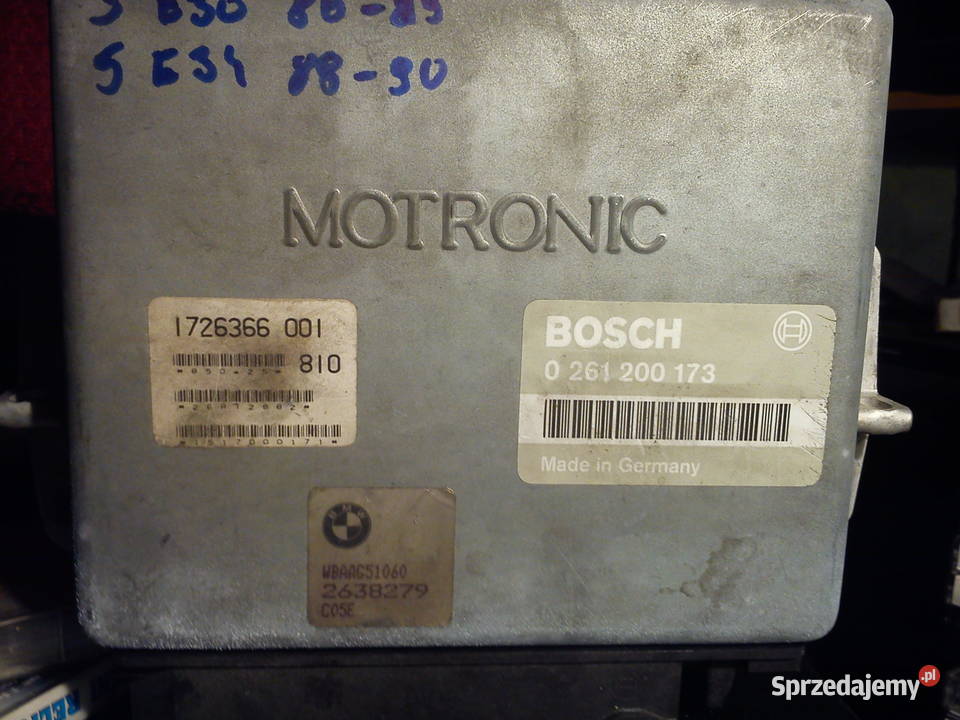 5 E34 88-90
MOTRONIC
1726366 001
810
BOSCH
0 261 200 173
Made in Germany
BMW
WBAAG51060
2638279
C05E
Sprzedajemy.pl